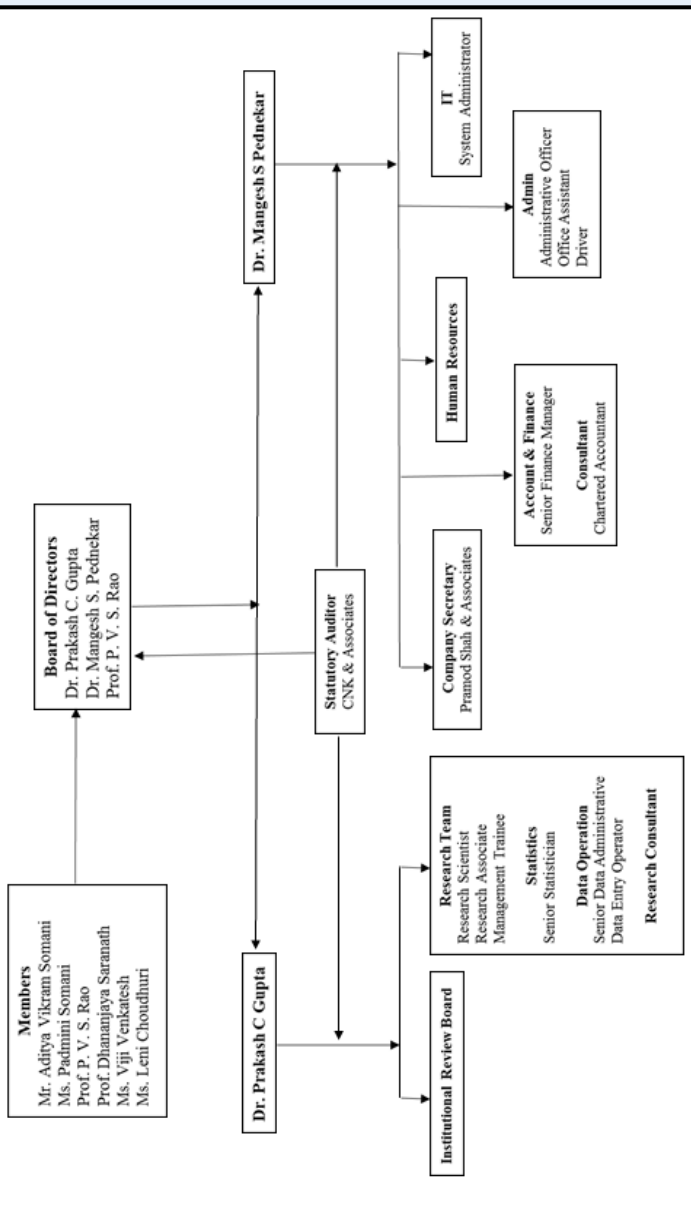 Members
Mr. Aditya Vikram Somani
Ms. Padmini Somani
Prof. P. V. S. Rao
Prof. Dhananjaya Saranath
Ms. Viji Venkatesh
Ms. Leni Choudhuri
Board of Directors
Dr. Prakash C. Gupta
Dr. Mangesh S. Pednekar
Prof. P. V. S. Rao
Dr. Prakash C Gupta
Dr. Mangesh S Pednekar
Statutory Auditor
CNK & Associates
Institutional Review Board
Research Team
Research Scientist
Research Associate
Management Trainee
Statistics
Senior Statistician
Data Operation
Senior Data Administrative
Data Entry Operator
Research Consultant
Company Secretary
Pramod Shah & Associates
Account & Finance
Senior Finance Manager
Consultant
Chartered Accountant
Human Resources
Admin
Administrative Officer
Office Assistant
Driver
IT
System Administrator